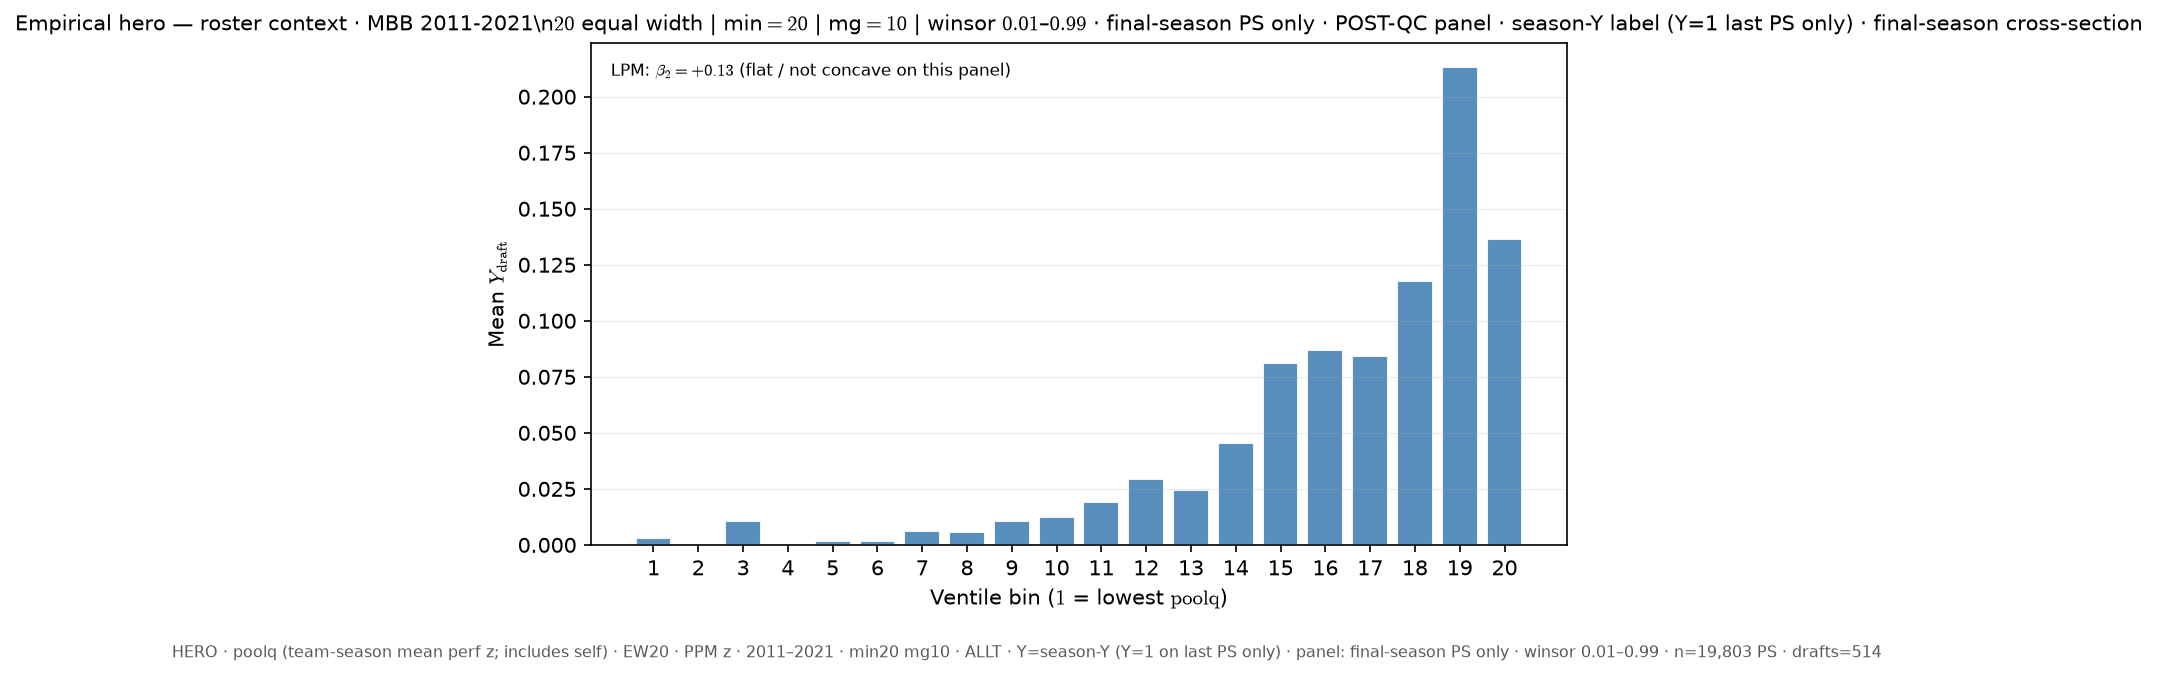 Empirical hero — roster context · MBB 2011-2021\n20 equal width | min = 20 | mg = 10 | winsor 0.01–0.99 · final-season PS only · POST-QC panel · season-Y label (Y=1 last PS only) · final-season cross-section
LPM: β2 = +0.13 (flat / not concave on this panel)
0.200
0.175
0.150
0.125
0.100
0.075
0.050
0.025
0.000
Mean Ydraft
1 2 3 4 5 6 7 8 9 10 11 12 13 14 15 16 17 18 19 20
Ventile bin (1 = lowest poolq)
HERO · poolq (team-season mean perf z; includes self) · EW20 · PPM z · 2011–2021 · min20 mg10 · ALLT · Y=season-Y (Y=1 on last PS only) · panel: final-season PS only · winsor 0.01–0.99 · n=19,803 PS · drafts=514